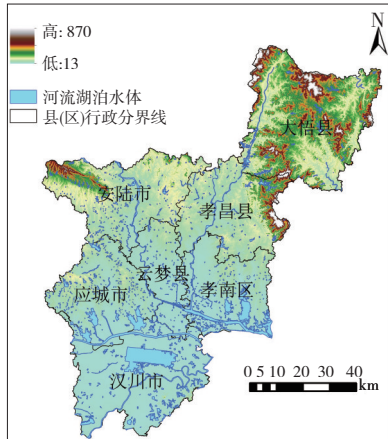 高: 870
低:13
河流湖泊水体
县(区)行政分界线
N
大悟县
安陆市
孝昌县
云梦县
应城市
孝南区
汉川市
0 5 10 20 30 40
km